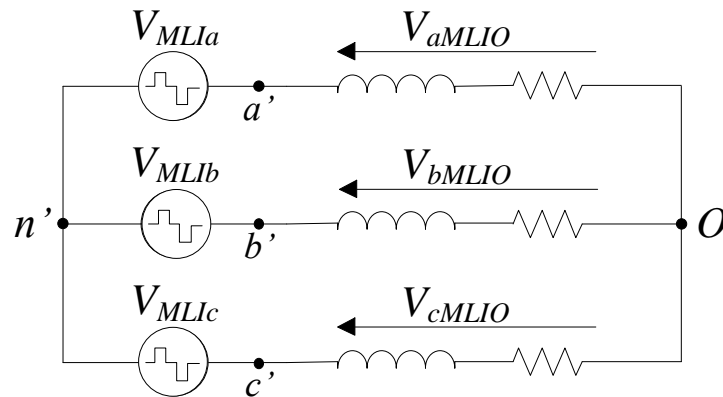 V_MLIa
V_aMLIO
a’
V_MLIb
V_bMLIO
n’
b’
O
V_MLIc
V_cMLIO
c’